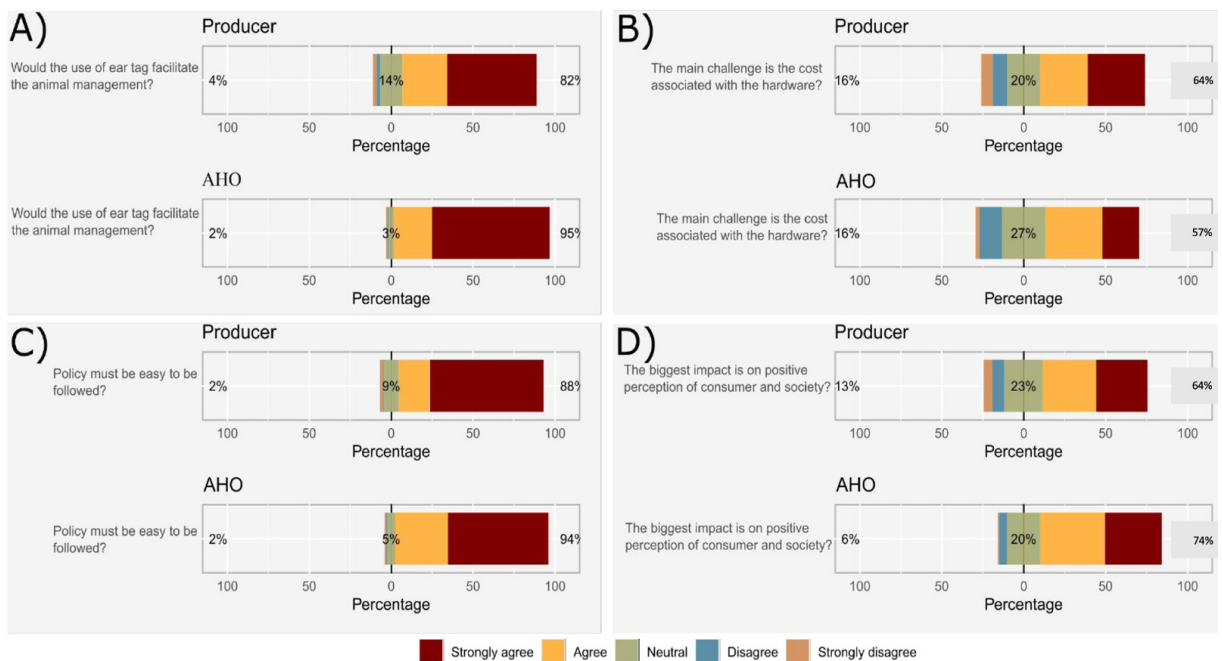 A)
Producer
Would the use of ear tag facilitate
the animal management?
4%
14%
82%
100 50 0 50 100
Percentage
AHO
Would the use of ear tag facilitate
the animal management?
2%
3%
95%
100 50 0 50 100
Percentage
B)
Producer
The main challenge is the cost
associated with the hardware?
16%
20%
64%
100 50 0 50 100
Percentage
AHO
The main challenge is the cost
associated with the hardware?
16%
27%
57%
100 50 0 50 100
Percentage
C)
Producer
Policy must be easy to be
followed?
2%
9%
88%
100 50 0 50 100
Percentage
AHO
Policy must be easy to be
followed?
2%
5%
94%
100 50 0 50 100
Percentage
D)
Producer
The biggest impact is on positive
perception of consumer and society?
13%
23%
64%
100 50 0 50 100
Percentage
AHO
The biggest impact is on positive
perception of consumer and society?
6%
20%
74%
100 50 0 50 100
Percentage
Strongly agree Agree Neutral Disagree Strongly disagree